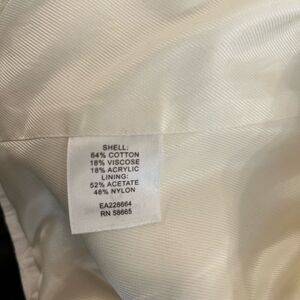 SHELL:
64% COTTON
18% VISCOSE
18% ACRYLIC
LINING:
52% ACETATE
48% NYLON
EA228664
RN 58665